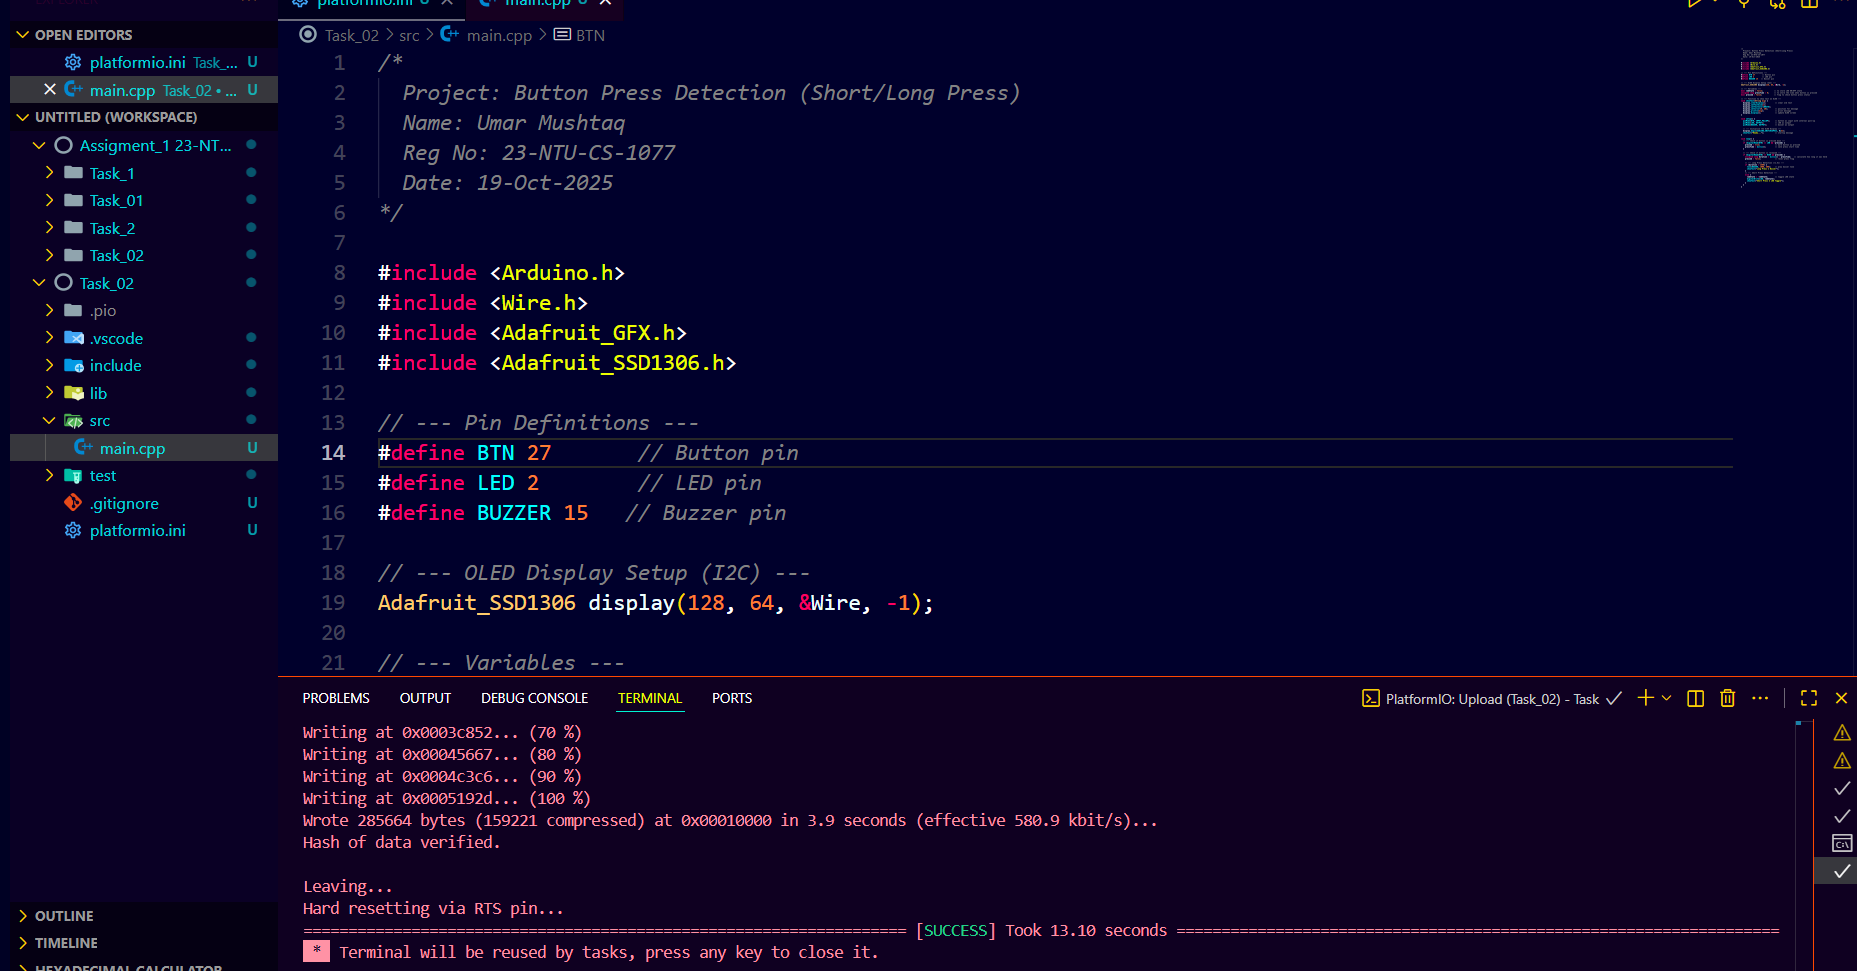 platformio.ini U
main.cpp U
OPEN EDITORS
platformio.ini Task_... U
main.cpp Task_02 • ... U
UNTITLED (WORKSPACE)
Assigment_1 23-NT...
Task_1
Task_01
Task_2
Task_02
Task_02
.pio
.vscode
include
lib
src
main.cpp U
test
.gitignore U
platformio.ini U
OUTLINE
TIMELINE
HEXADECIMAL CALCULATOR
Task_02 > src > main.cpp > BTN
1 /*
2 Project: Button Press Detection (Short/Long Press)
3 Name: Umar Mushtaq
4 Reg No: 23-NTU-CS-1077
5 Date: 19-Oct-2025
6 */
7
8 #include <Arduino.h>
9 #include <Wire.h>
10 #include <Adafruit_GFX.h>
11 #include <Adafruit_SSD1306.h>
12
13 // --- Pin Definitions ---
14 #define BTN 27 // Button pin
15 #define LED 2 // LED pin
16 #define BUZZER 15 // Buzzer pin
17
18 // --- OLED Display Setup (I2C) ---
19 Adafruit_SSD1306 display(128, 64, &Wire, -1);
20
21 // --- Variables ---
PROBLEMS OUTPUT DEBUG CONSOLE TERMINAL PORTS
PlatformIO: Upload (Task_02) - Task
Writing at 0x0003c852... (70 %)
Writing at 0x00045667... (80 %)
Writing at 0x0004c3c6... (90 %)
Writing at 0x0005192d... (100 %)
Wrote 285664 bytes (159221 compressed) at 0x00010000 in 3.9 seconds (effective 580.9 kbit/s)...
Hash of data verified.
Leaving...
Hard resetting via RTS pin...
=================================================================== [SUCCESS] Took 13.10 seconds ===================================================================
* Terminal will be reused by tasks, press any key to close it.